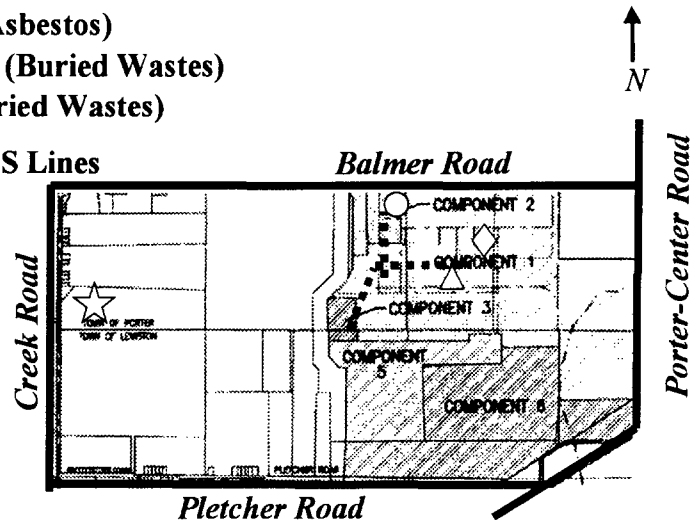 Asbestos)
(Buried Wastes)
ried Wastes)
S Lines
N
Balmer Road
Porter-Center Road
COMPONENT 2
COMPONENT 1
COMPONENT 3
TOWN OF PORTER
TOWN OF LEWISTON
Creek Road
COMPONENT
5
COMPONENT 6
PLETCHER ROAD
Pletcher Road